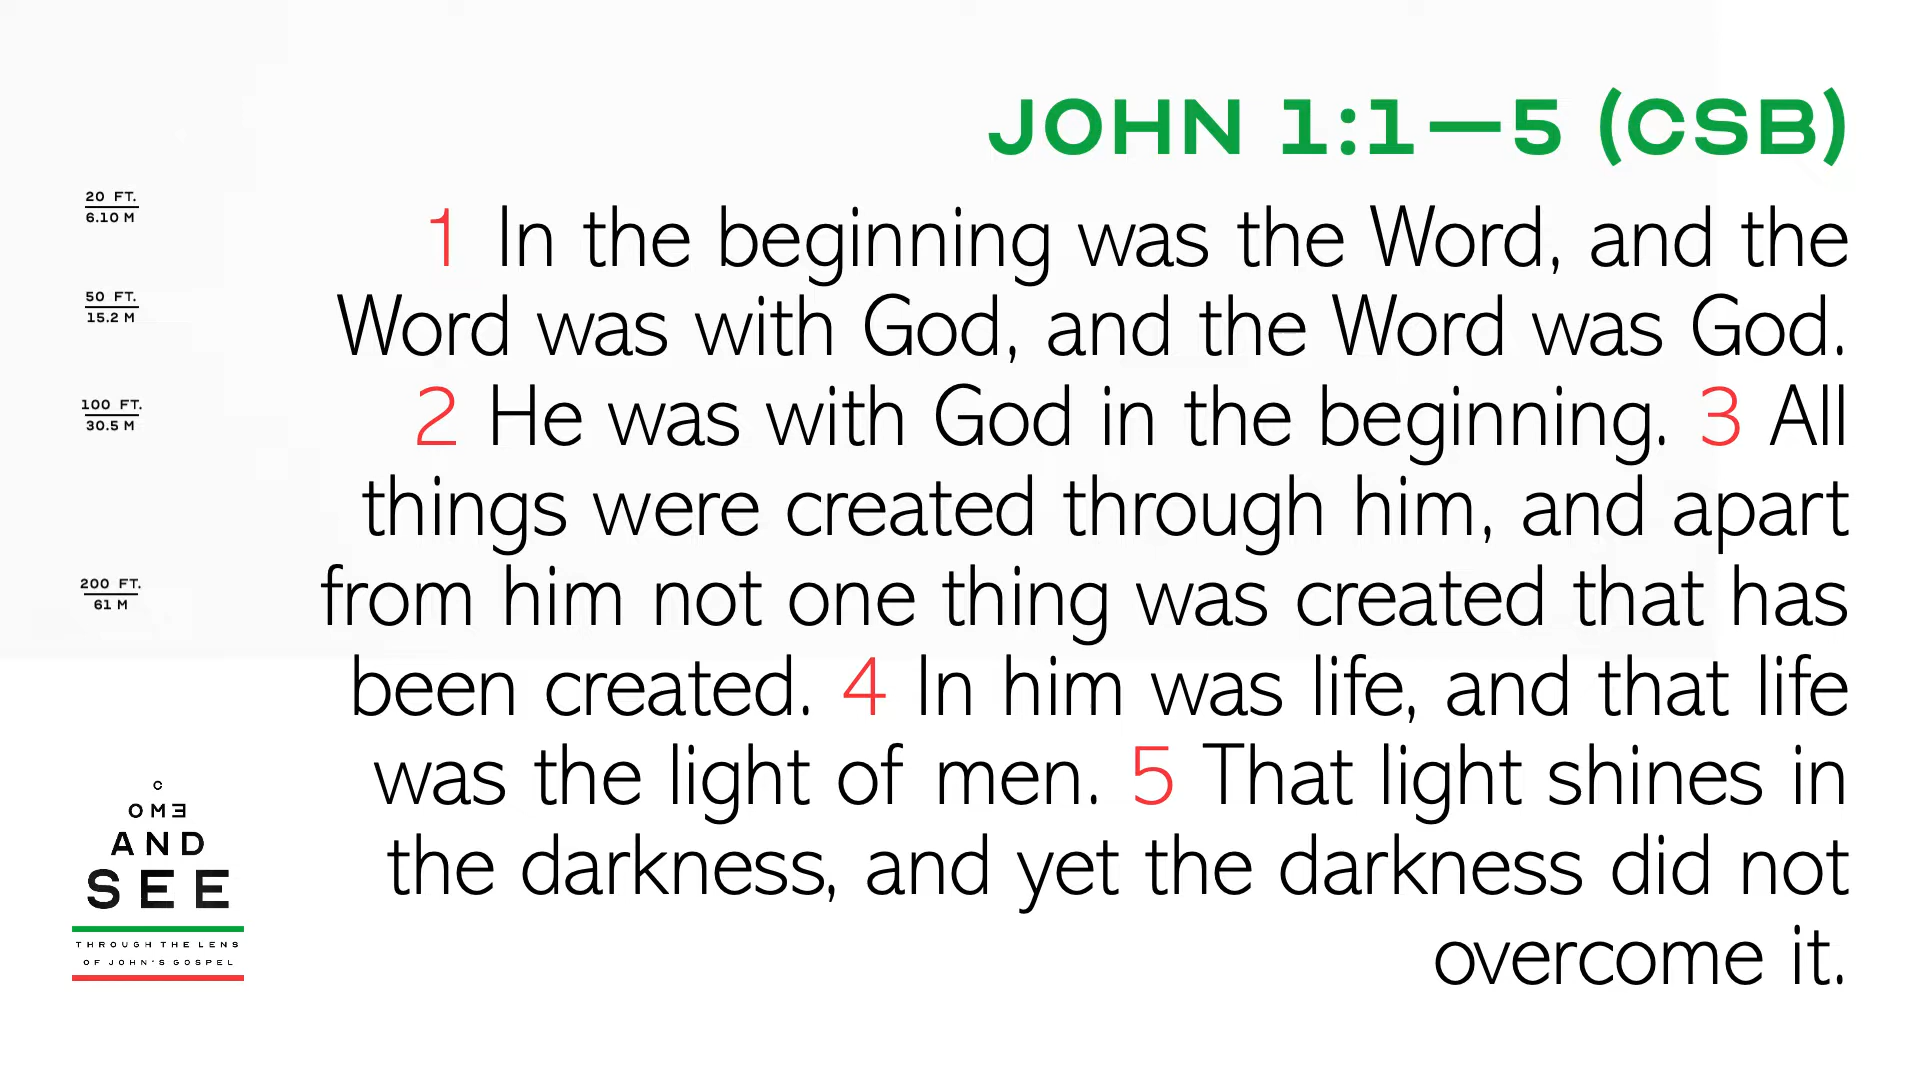 JOHN 1:1—5 (CSB)
20 FT.
6.10 M
50 FT.
15.2 M
100 FT.
30.5 M
200 FT.
61 M
1 In the beginning was the Word, and the
Word was with God, and the Word was God.
2 He was with God in the beginning. 3 All
things were created through him, and apart
from him not one thing was created that has
been created. 4 In him was life, and that life
was the light of men. 5 That light shines in
the darkness, and yet the darkness did not
overcome it.
C
OME
AND
SEE
THROUGH THE LENS
OF JOHN'S GOSPEL